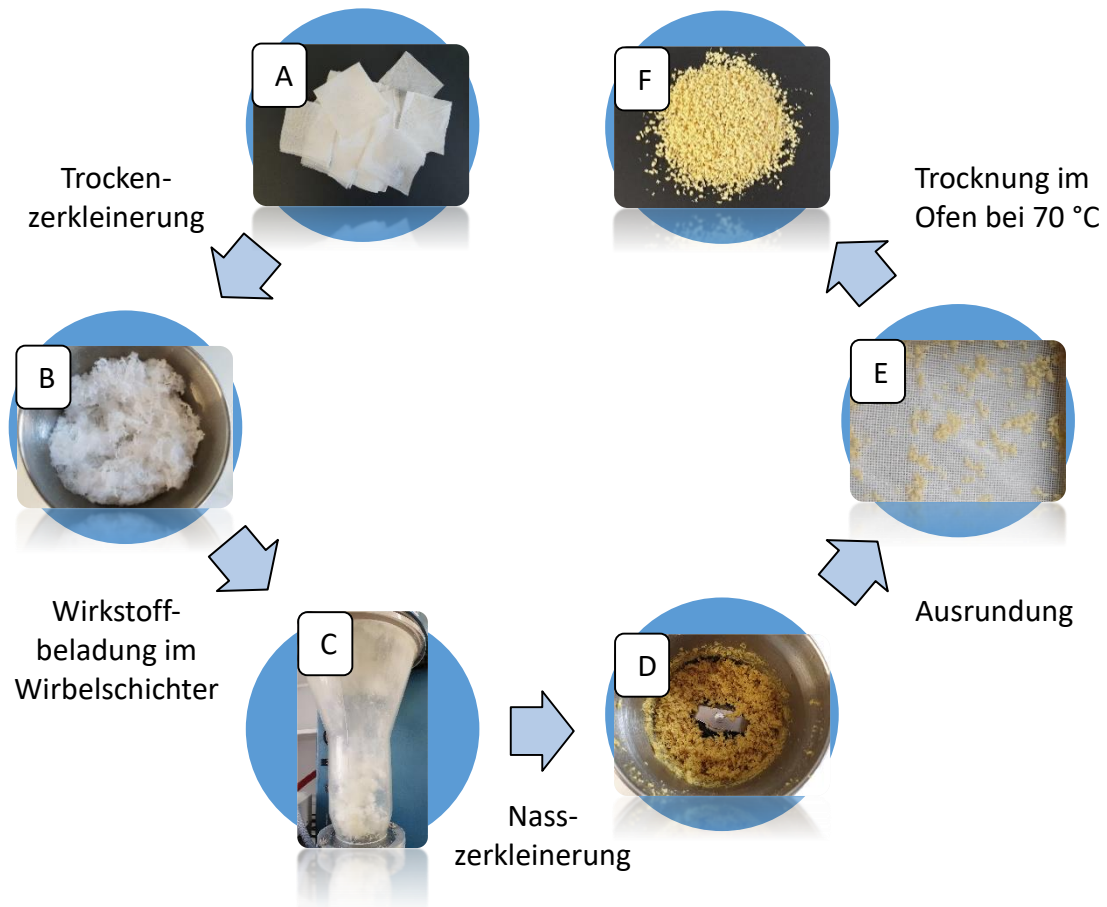 A
Trocken-
zerkleinerung
B
Wirkstoff-
beladung im
Wirbelschichter
C
Nass-
zerkleinerung
D
Ausrundung
E
Trocknung im
Ofen bei 70 °C
F